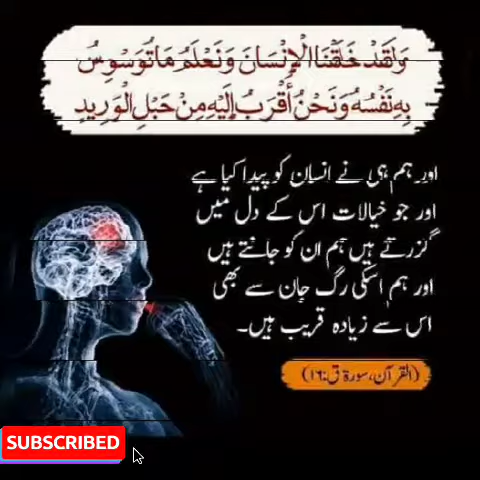 وَلَقَدْ خَلَقْنَا الْإِنْسَانَ وَنَعْلَمُ مَا تُوَسْوِسُ
بِهٖ نَفْسُهٗ وَنَحْنُ أَقْرَبُ إِلَيْهِ مِنْ حَبْلِ الْوَرِيدِ
اور ہم ہی نے انسان کو پیدا کیا ہے
اور جو خیالات اس کے دل میں
گزرتے ہیں ہم ان کو جانتے ہیں
اور ہم اسکی رگ جان سے بھی
اس سے زیادہ قریب ہیں۔
(القرآن، سورۃ ق:١٦)
SUBSCRIBED